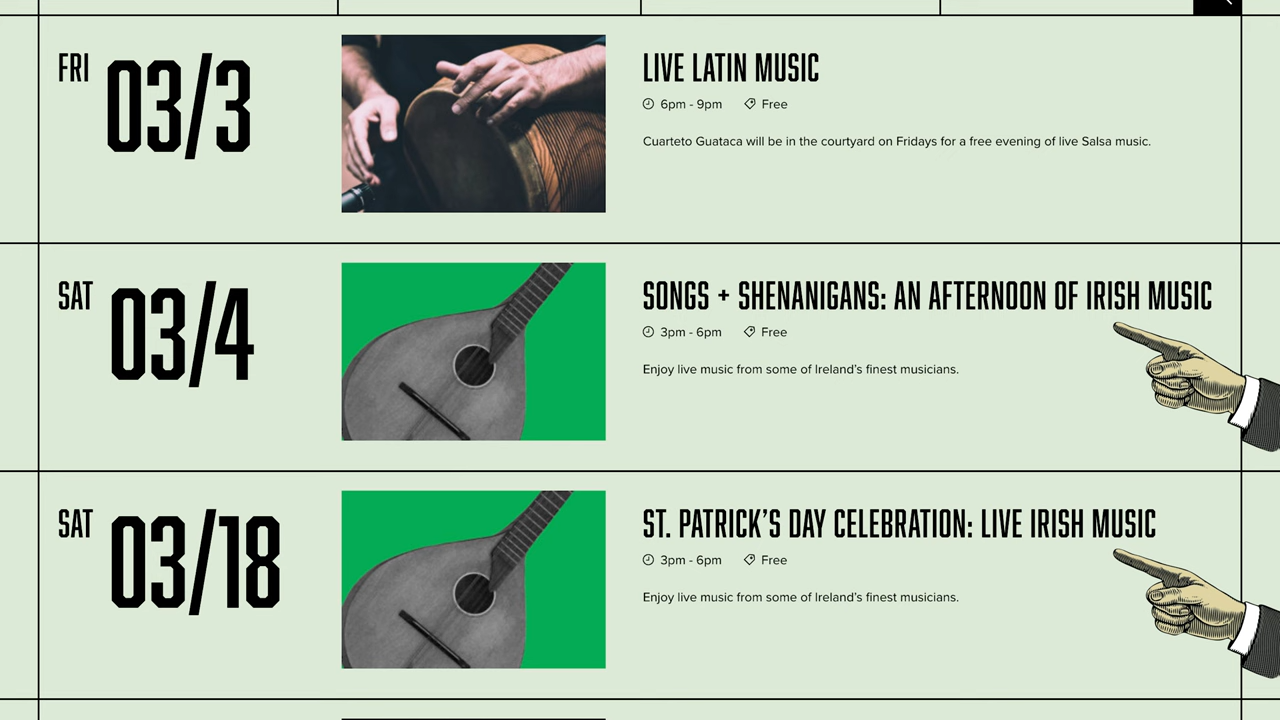 FRI 03/3
LIVE LATIN MUSIC
6pm - 9pm Free
Cuarteto Guataca will be in the courtyard on Fridays for a free evening of live Salsa music.
SAT 03/4
SONGS + SHENANIGANS: AN AFTERNOON OF IRISH MUSIC
3pm - 6pm Free
Enjoy live music from some of Ireland's finest musicians.
SAT 03/18
ST. PATRICK'S DAY CELEBRATION: LIVE IRISH MUSIC
3pm - 6pm Free
Enjoy live music from some of Ireland's finest musicians.